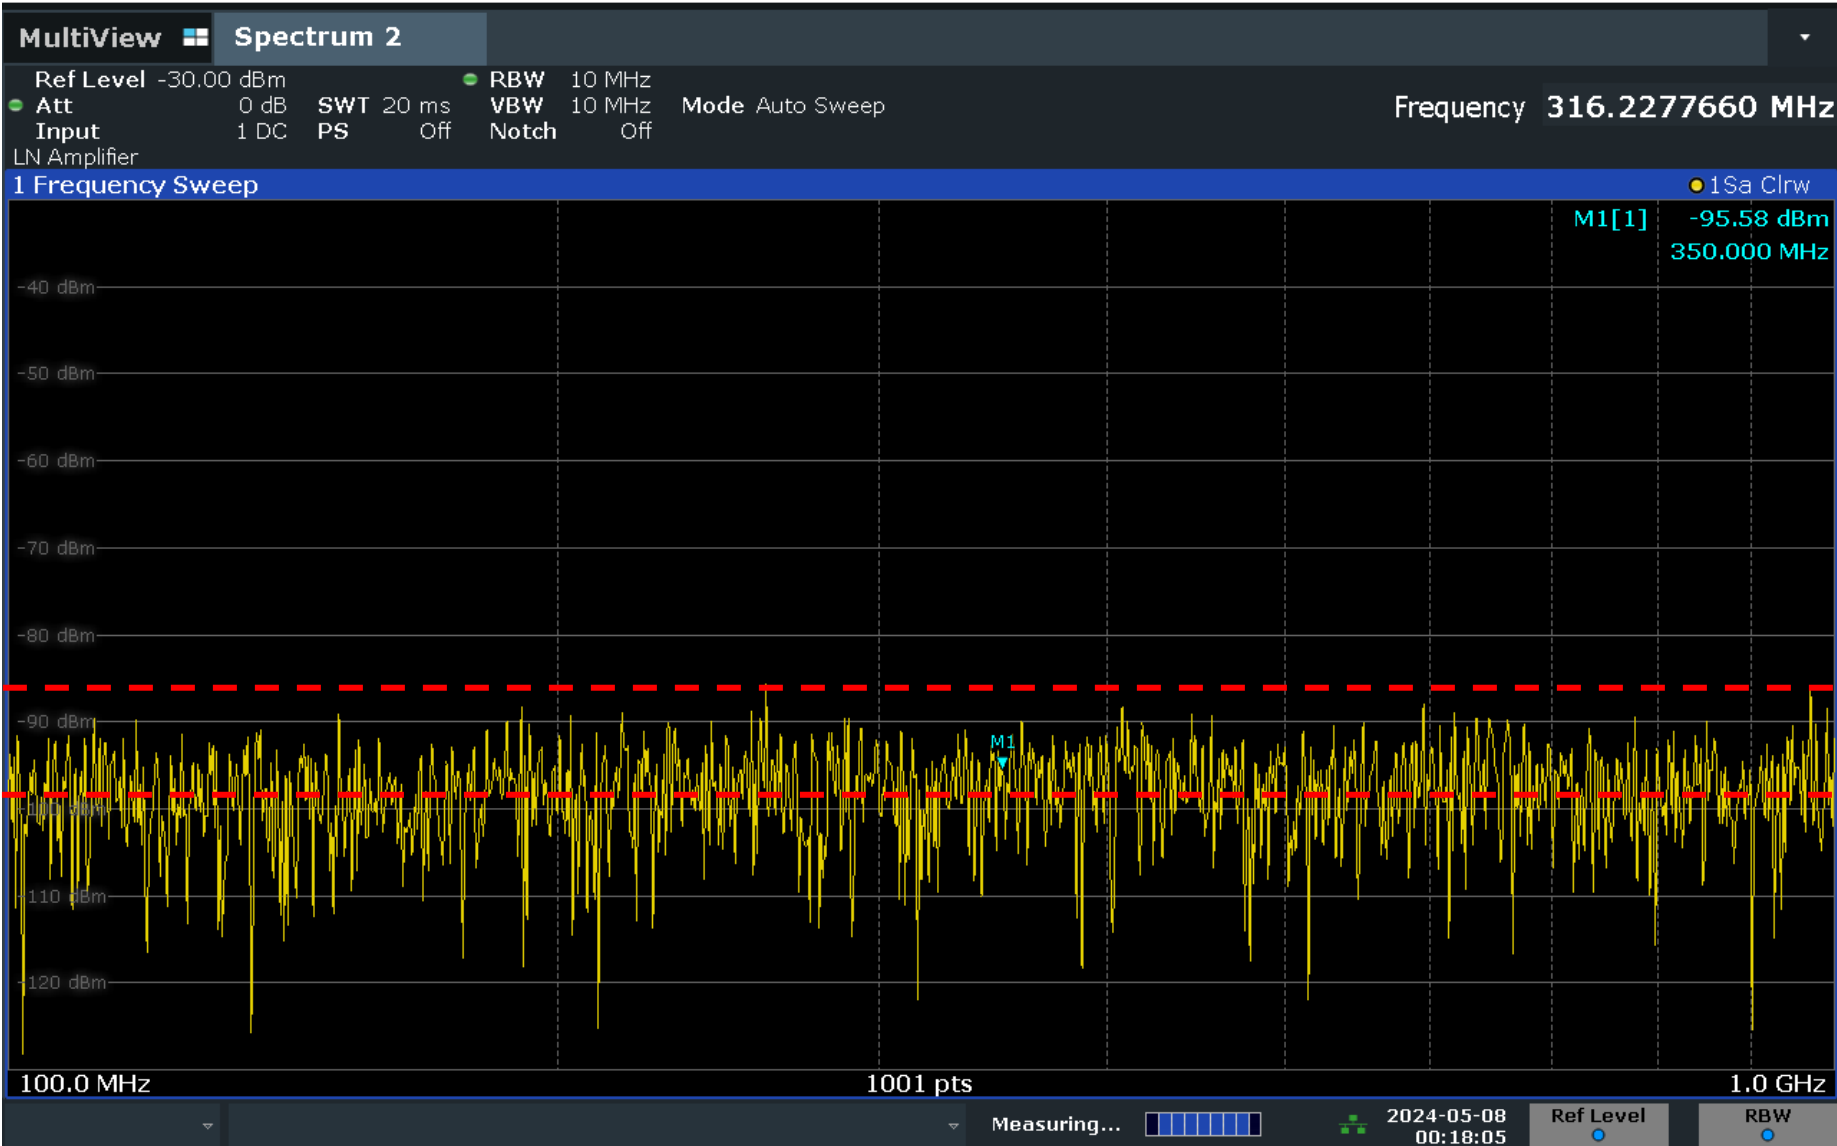 MultiView Spectrum 2
Ref Level -30.00 dBm RBW 10 MHz
Att 0 dB SWT 20 ms VBW 10 MHz Mode Auto Sweep Frequency 316.2277660 MHz
Input 1 DC PS Off Notch Off
LN Amplifier
1 Frequency Sweep 1Sa Clrw
M1[1] -95.58 dBm
350.000 MHz
-40 dBm
-50 dBm
-60 dBm
-70 dBm
-80 dBm
-90 dBm
M1
-100 dBm
-110 dBm
-120 dBm
100.0 MHz 1001 pts 1.0 GHz
Measuring... 2024-05-08 Ref Level RBW
00:18:05